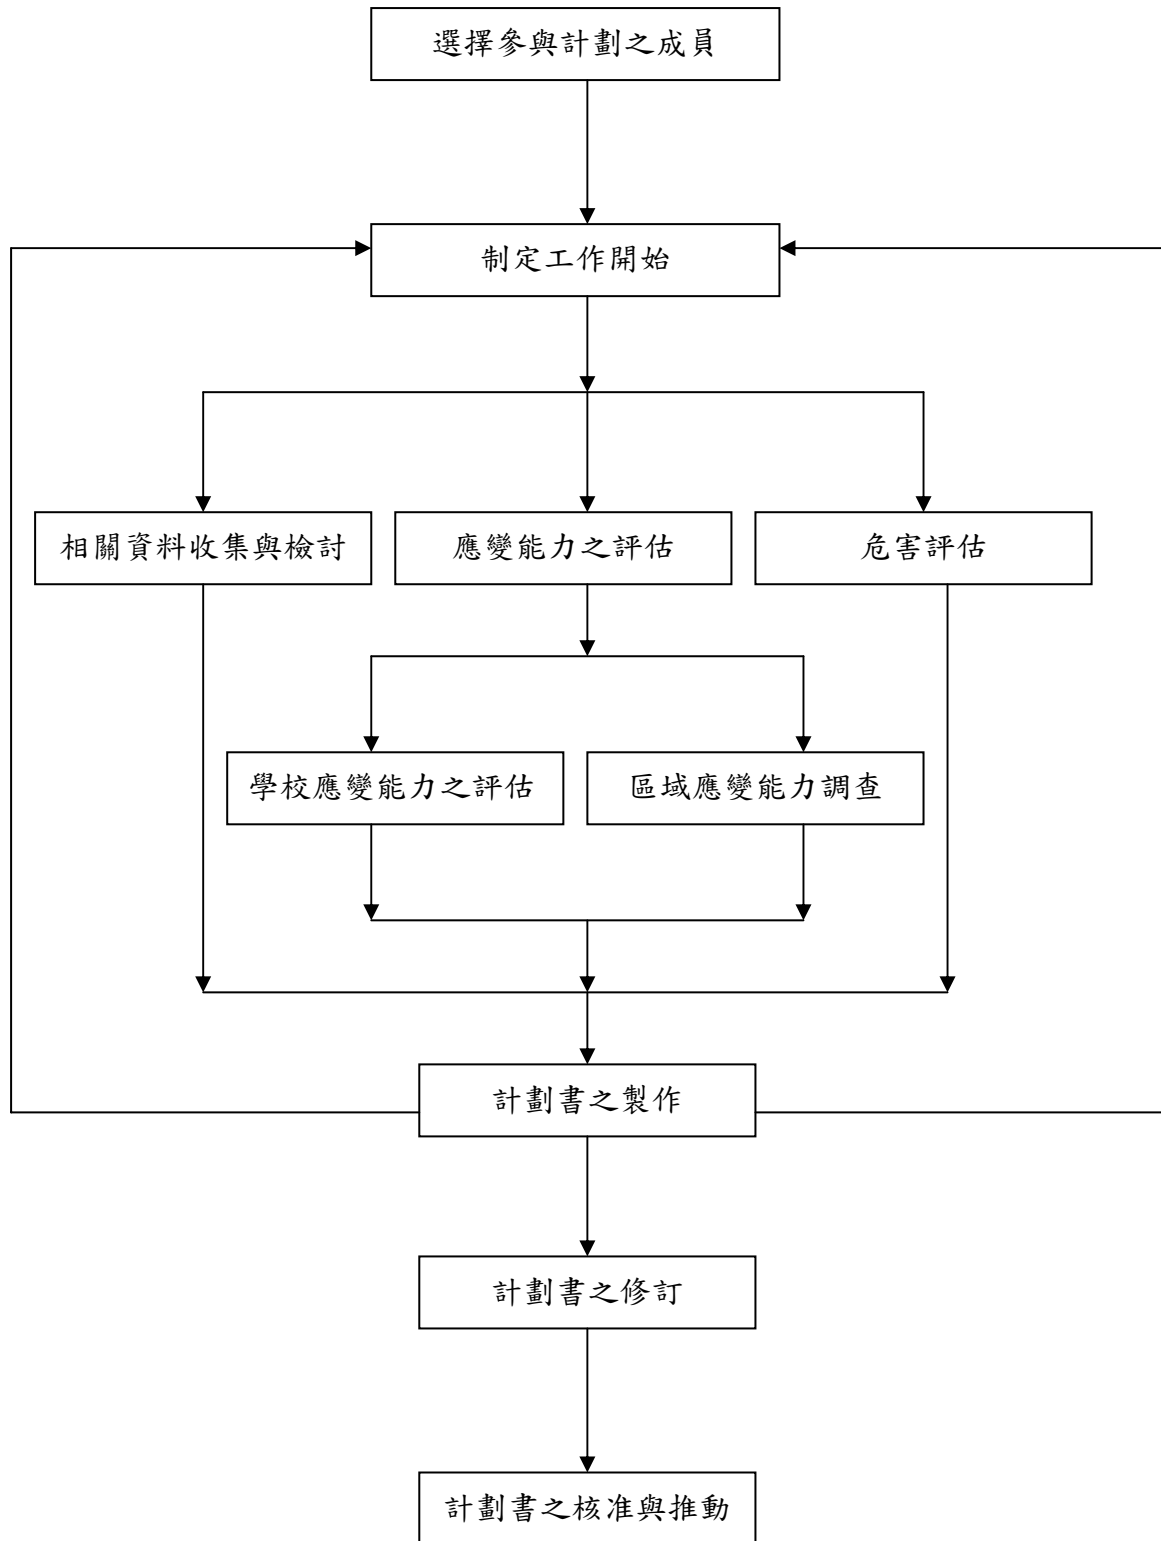 選擇參與計劃之成員
制定工作開始
相關資料收集與檢討
應變能力之評估
危害評估
學校應變能力之評估
區域應變能力調查
計劃書之製作
計劃書之修訂
計劃書之核准與推動